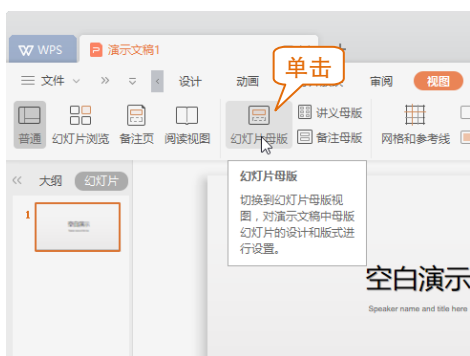 WPS 演示文稿1
单击
文件 设计 动画 审阅 视图
讲义母版
普通 幻灯片浏览 备注页 阅读视图 幻灯片母版 备注母版 网格和参考线
大纲 幻灯片
幻灯片母版
1
切换到幻灯片母版视
图，对演示文稿中母版
幻灯片的设计和版式进
行设置。
空白演示
Speaker name and title here